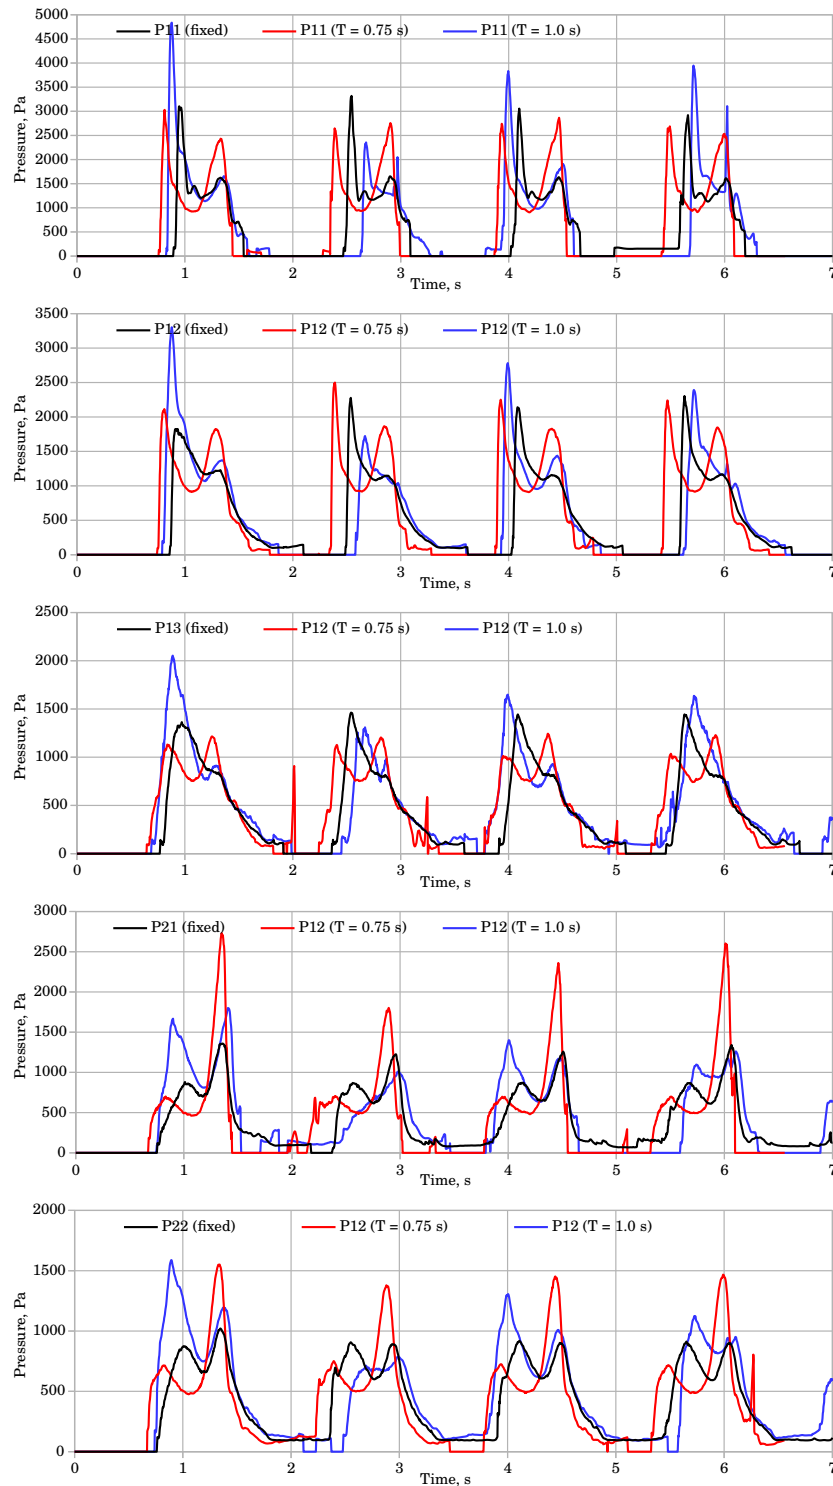 5000
4500
4000
3500
3000
2500
2000
1500
1000
500
0
Pressure, Pa
P11 (fixed) P11 (T = 0.75 s) P11 (T = 1.0 s)
0 1 2 3 4 5 6 7
Time, s
3500
3000
2500
2000
1500
1000
500
0
Pressure, Pa
P12 (fixed) P12 (T = 0.75 s) P12 (T = 1.0 s)
0 1 2 3 4 5 6 7
Time, s
2500
2000
1500
1000
500
0
Pressure, Pa
P13 (fixed) P12 (T = 0.75 s) P12 (T = 1.0 s)
0 1 2 3 4 5 6 7
Time, s
3000
2500
2000
1500
1000
500
0
Pressure, Pa
P21 (fixed) P12 (T = 0.75 s) P12 (T = 1.0 s)
0 1 2 3 4 5 6 7
Time, s
2000
1500
1000
500
0
Pressure, Pa
P22 (fixed) P12 (T = 0.75 s) P12 (T = 1.0 s)
0 1 2 3 4 5 6 7
Time, s